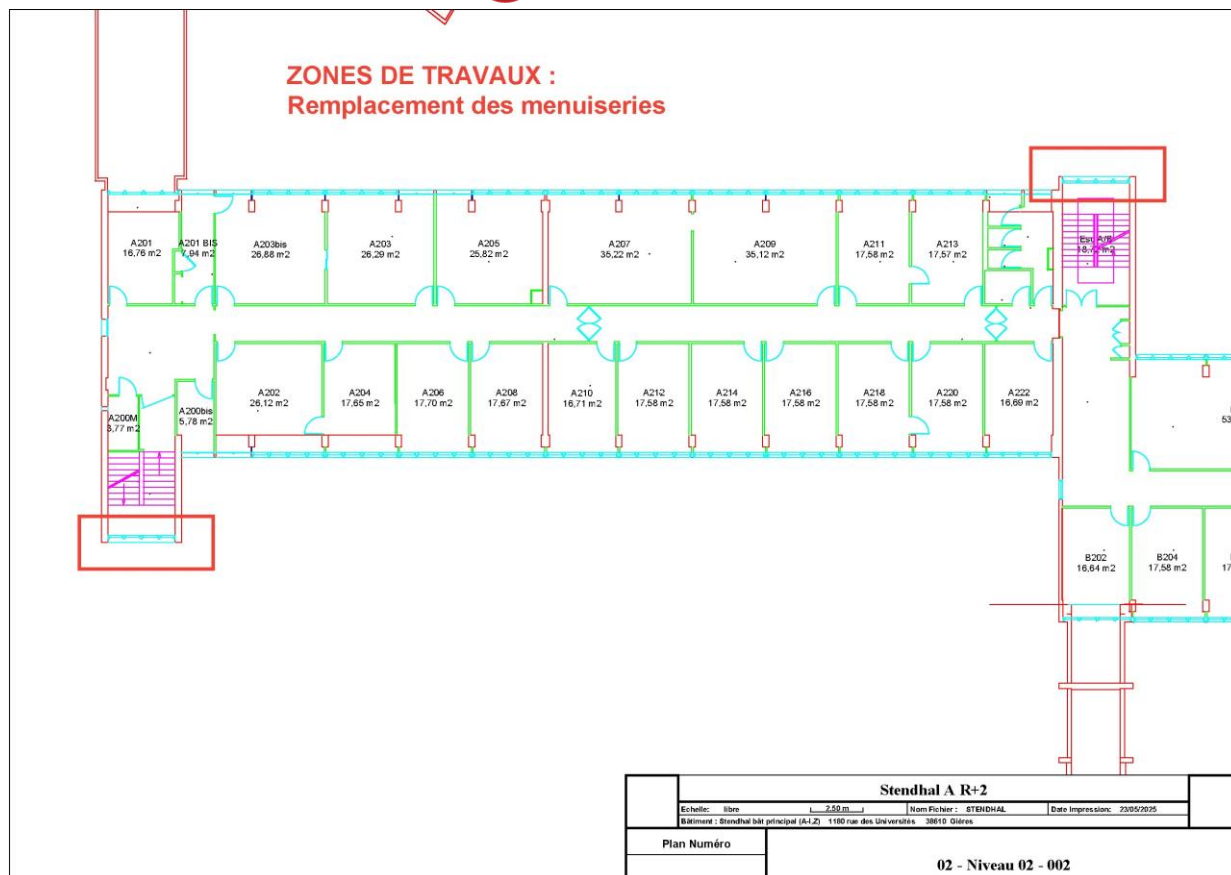 ZONES DE TRAVAUX :
Remplacement des menuiseries
A201
16,76 m2
A201 BIS
7,94 m2
A203bis
26,88 m2
A203
26,29 m2
A205
25,82 m2
A207
35,22 m2
A209
35,12 m2
A211
17,58 m2
A213
17,57 m2
Esc A/B
A202
26,12 m2
A204
17,65 m2
A206
17,70 m2
A208
17,67 m2
A210
16,71 m2
A212
17,58 m2
A214
17,58 m2
A216
17,58 m2
A218
17,58 m2
A220
17,58 m2
A222
16,69 m2
A200M
3,77 m2
A200bis
5,78 m2
53
B202
16,64 m2
B204
17,58 m2
17
Stendhal A R+2
Echelle: libre 2.50 m Nom Fichier : STENDHAL Date Impression: 23/05/2025
Bâtiment : Stendhal bât principal (A-I,Z) 1180 rue des Universités 38610 Gières
Plan Numéro
02 - Niveau 02 - 002